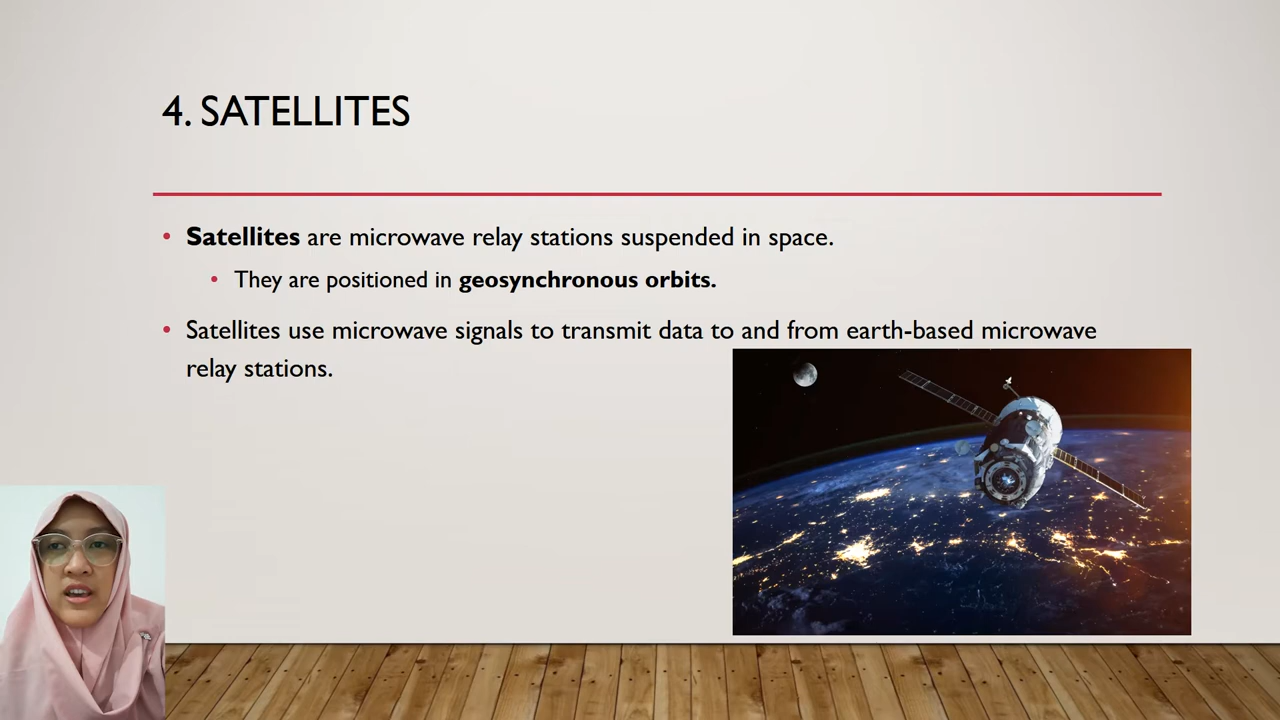 4. SATELLITES
• Satellites are microwave relay stations suspended in space.
• They are positioned in geosynchronous orbits.
• Satellites use microwave signals to transmit data to and from earth-based microwave
relay stations.